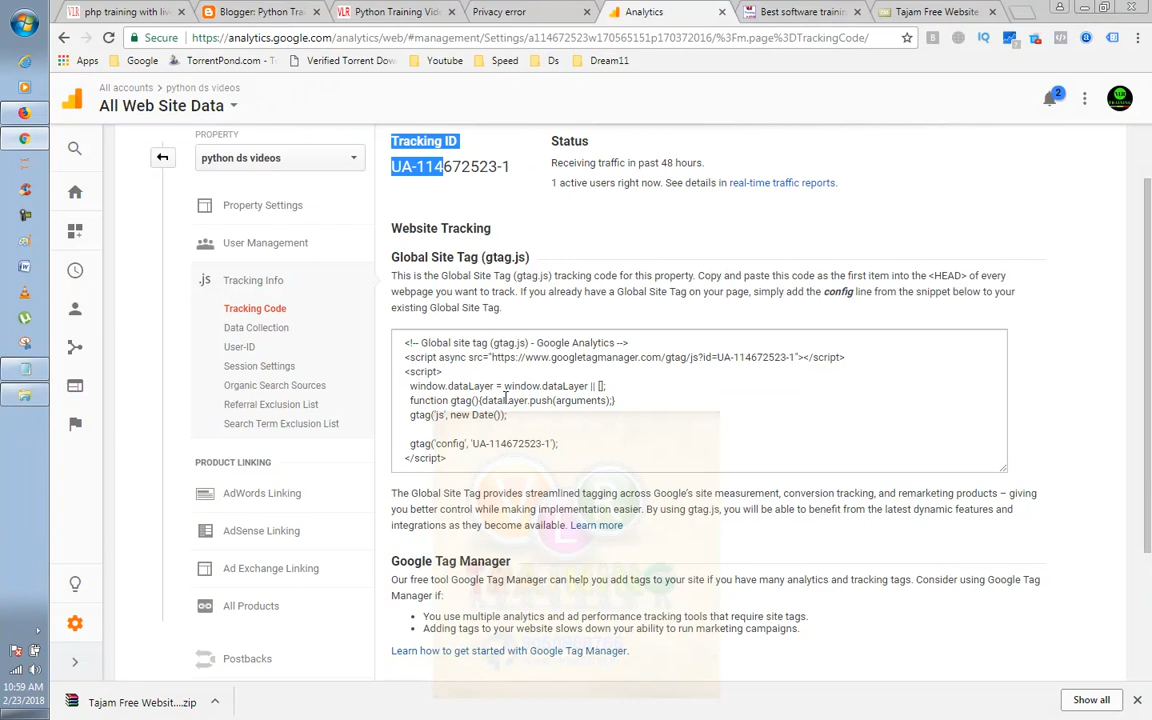 php training with live
Blogger: Python Tra
Python Training Vid
Privacy error
Analytics
Best software trainin
Tajam Free Website
Secure
https://analytics.google.com/analytics/web/#management/Settings/a114672523w170565151p170372016/%3Fm.page%3DTrackingCode/
Apps
Google
TorrentPond.com - T
Verified Torrent Dow
Youtube
Speed
Ds
Dream11
All accounts > python ds videos
All Web Site Data
2
PROPERTY
python ds videos
Property Settings
User Management
.js Tracking Info
Tracking Code
Data Collection
User-ID
Session Settings
Organic Search Sources
Referral Exclusion List
Search Term Exclusion List
PRODUCT LINKING
AdWords Linking
AdSense Linking
Ad Exchange Linking
All Products
Postbacks
Tracking ID
UA-114672523-1
Status
Receiving traffic in past 48 hours.
1 active users right now. See details in real-time traffic reports.
Website Tracking
Global Site Tag (gtag.js)
This is the Global Site Tag (gtag.js) tracking code for this property. Copy and paste this code as the first item into the <HEAD> of every
webpage you want to track. If you already have a Global Site Tag on your page, simply add the config line from the snippet below to your
existing Global Site Tag.
<!-- Global site tag (gtag.js) - Google Analytics -->
<script async src="https://www.googletagmanager.com/gtag/js?id=UA-114672523-1"></script>
<script>
window.dataLayer = window.dataLayer || [];
function gtag(){dataLayer.push(arguments);}
gtag('js', new Date());
gtag('config', 'UA-114672523-1');
</script>
The Global Site Tag provides streamlined tagging across Google's site measurement, conversion tracking, and remarketing products – giving
you better control while making implementation easier. By using gtag.js, you will be able to benefit from the latest dynamic features and
integrations as they become available. Learn more
Google Tag Manager
Our free tool Google Tag Manager can help you add tags to your site if you have many analytics and tracking tags. Consider using Google Tag
Manager if:
• You use multiple analytics and ad performance tracking tools that require site tags.
• Adding tags to your website slows down your ability to run marketing campaigns.
Learn how to get started with Google Tag Manager.
10:59 AM
2/23/2018
Tajam Free Websit....zip
Show all